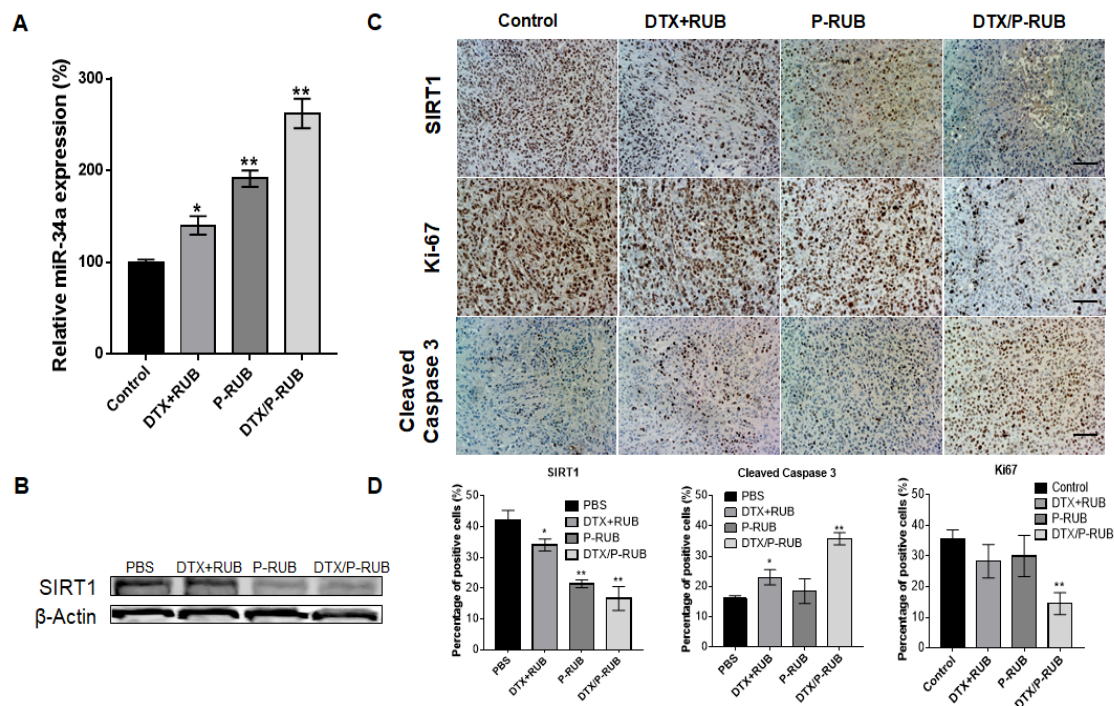 A
Relative miR-34a expression (%)
300
200
100
0
*
**
**
Control
DTX+RUB
P-RUB
DTX/P-RUB
B
PBS DTX+RUB P-RUB DTX/P-RUB
SIRT1
β-Actin
C
Control DTX+RUB P-RUB DTX/P-RUB
SIRT1
Ki-67
Cleaved
Caspase 3
D
SIRT1
Percentage of positive cells (%)
50
40
30
20
10
0
*
**
**
PBS
DTX+RUB
P-RUB
DTX/P-RUB
PBS
DTX+RUB
P-RUB
DTX/P-RUB
Cleaved Caspase 3
Percentage of positive cells (%)
50
40
30
20
10
0
PBS
DTX+RUB
P-RUB
DTX/P-RUB
*
**
PBS
DTX+RUB
P-RUB
DTX/P-RUB
Ki67
Percentage of positive cells (%)
50
40
30
20
10
0
Control
DTX+RUB
P-RUB
DTX/P-RUB
**
Control
DTX+RUB
P-RUB
DTX/P-RUB